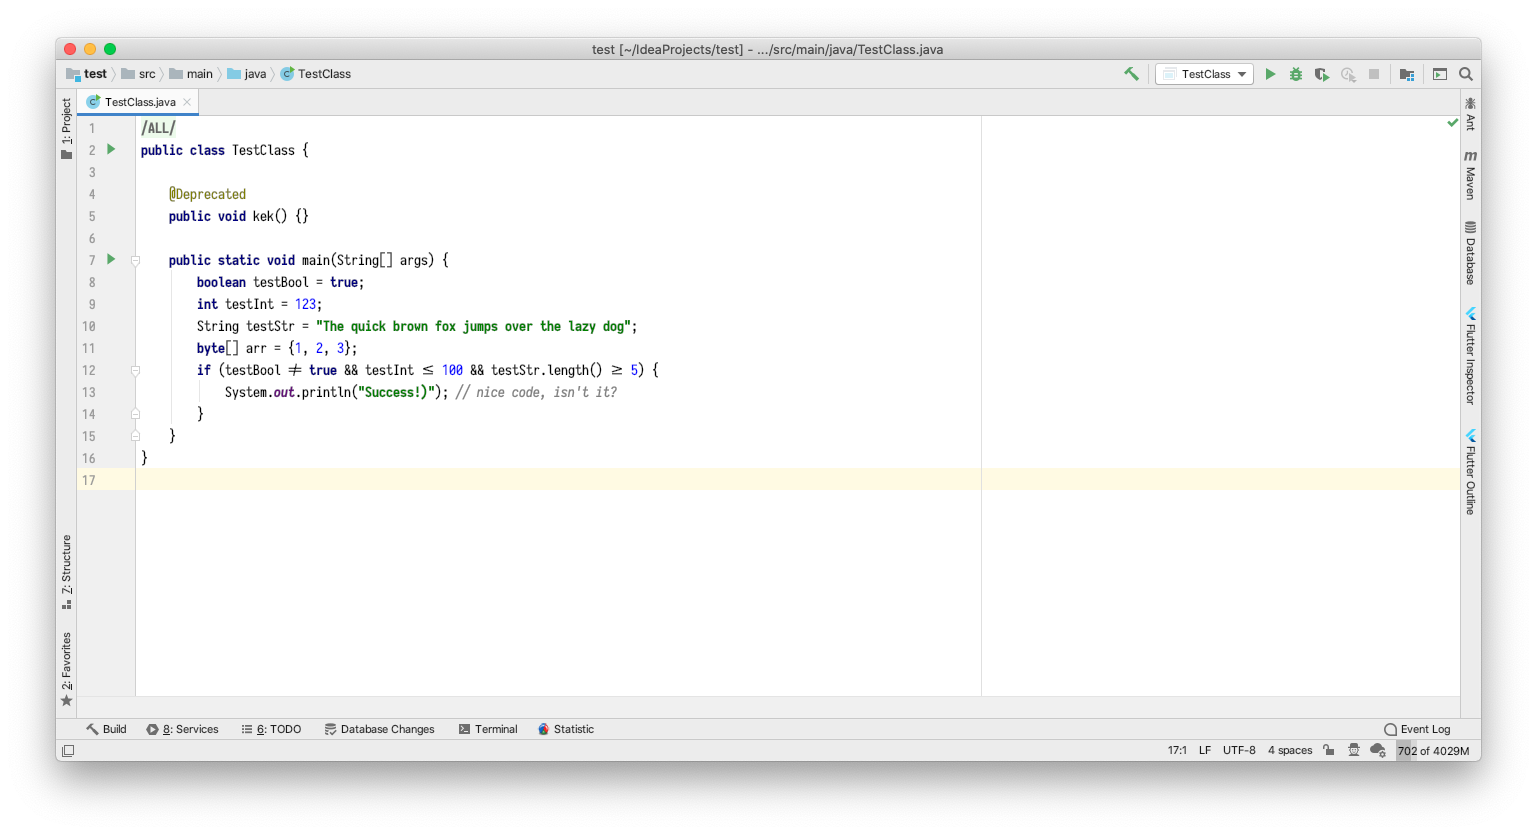 test [~/IdeaProjects/test] - .../src/main/java/TestClass.java
test src main java TestClass
TestClass
1: Project
TestClass.java
1 /ALL/
2 public class TestClass {
3
4 @Deprecated
5 public void kek() {}
6
7 public static void main(String[] args) {
8 boolean testBool = true;
9 int testInt = 123;
10 String testStr = "The quick brown fox jumps over the lazy dog";
11 byte[] arr = {1, 2, 3};
12 if (testBool ≠ true && testInt ≤ 100 && testStr.length() ≥ 5) {
13 System.out.println("Success!)"); // nice code, isn't it?
14 }
15 }
16 }
17
Ant
Maven
Database
Flutter Inspector
Flutter Outline
Z: Structure
2: Favorites
Build 8: Services 6: TODO Database Changes Terminal Statistic Event Log
17:1 LF UTF-8 4 spaces 702 of 4029M